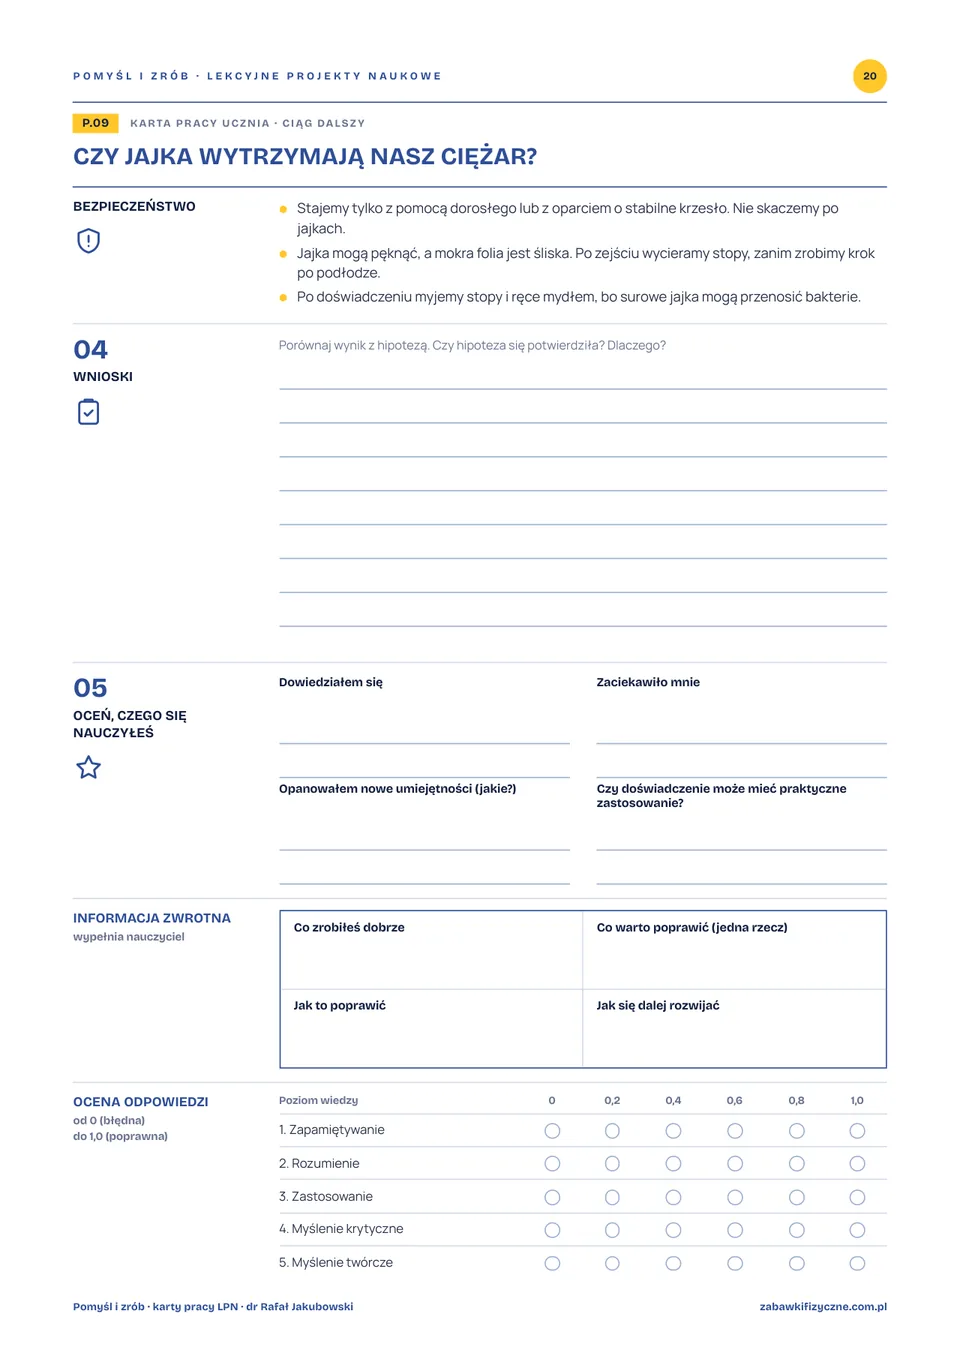 POMYŚL I ZRÓB · LEKCYJNE PROJEKTY NAUKOWE
20
P.09 KARTA PRACY UCZNIA · CIĄG DALSZY
CZY JAJKA WYTRZYMAJĄ NASZ CIĘŻAR?
BEZPIECZEŃSTWO
Stajemy tylko z pomocą dorosłego lub z oparciem o stabilne krzesło. Nie skaczemy po
jajkach.
Jajka mogą pęknąć, a mokra folia jest śliska. Po zejściu wycieramy stopy, zanim zrobimy krok
po podłodze.
Po doświadczeniu myjemy stopy i ręce mydłem, bo surowe jajka mogą przenosić bakterie.
04
WNIOSKI
Porównaj wynik z hipotezą. Czy hipoteza się potwierdziła? Dlaczego?
05
OCEŃ, CZEGO SIĘ
NAUCZYŁEŚ
Dowiedziałem się
Zaciekawiło mnie
Opanowałem nowe umiejętności (jakie?)
Czy doświadczenie może mieć praktyczne
zastosowanie?
INFORMACJA ZWROTNA
wypełnia nauczyciel
Co zrobiłeś dobrze
Co warto poprawić (jedna rzecz)
Jak to poprawić
Jak się dalej rozwijać
OCENA ODPOWIEDZI
od 0 (błędna)
do 1,0 (poprawna)
Poziom wiedzy 0 0,2 0,4 0,6 0,8 1,0
1. Zapamiętywanie
2. Rozumienie
3. Zastosowanie
4. Myślenie krytyczne
5. Myślenie twórcze
Pomyśl i zrób · karty pracy LPN · dr Rafał Jakubowski
zabawkifizyczne.com.pl